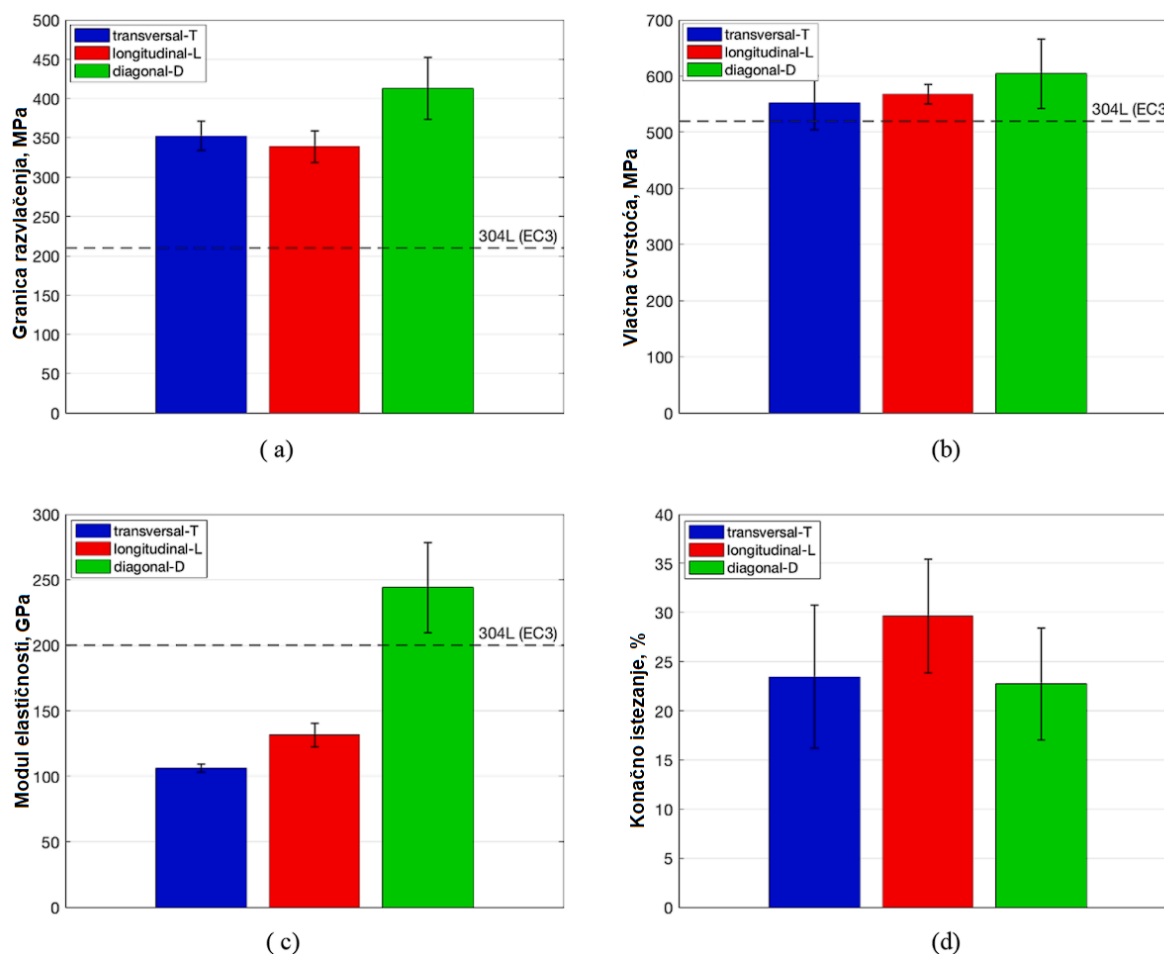 500
450
400
350
300
250
200
150
100
50
0
Granica razvlačenja, MPa
transversal-T
longitudinal-L
diagonal-D
304L (EC3)
( a)
700
600
500
400
300
200
100
0
Vlačna čvrstoća, MPa
transversal-T
longitudinal-L
diagonal-D
304L (EC3
(b)
300
250
200
150
100
50
0
Modul elastičnosti, GPa
transversal-T
longitudinal-L
diagonal-D
304L (EC3)
( c)
40
35
30
25
20
15
10
5
0
Konačno istezanje, %
transversal-T
longitudinal-L
diagonal-D
(d)